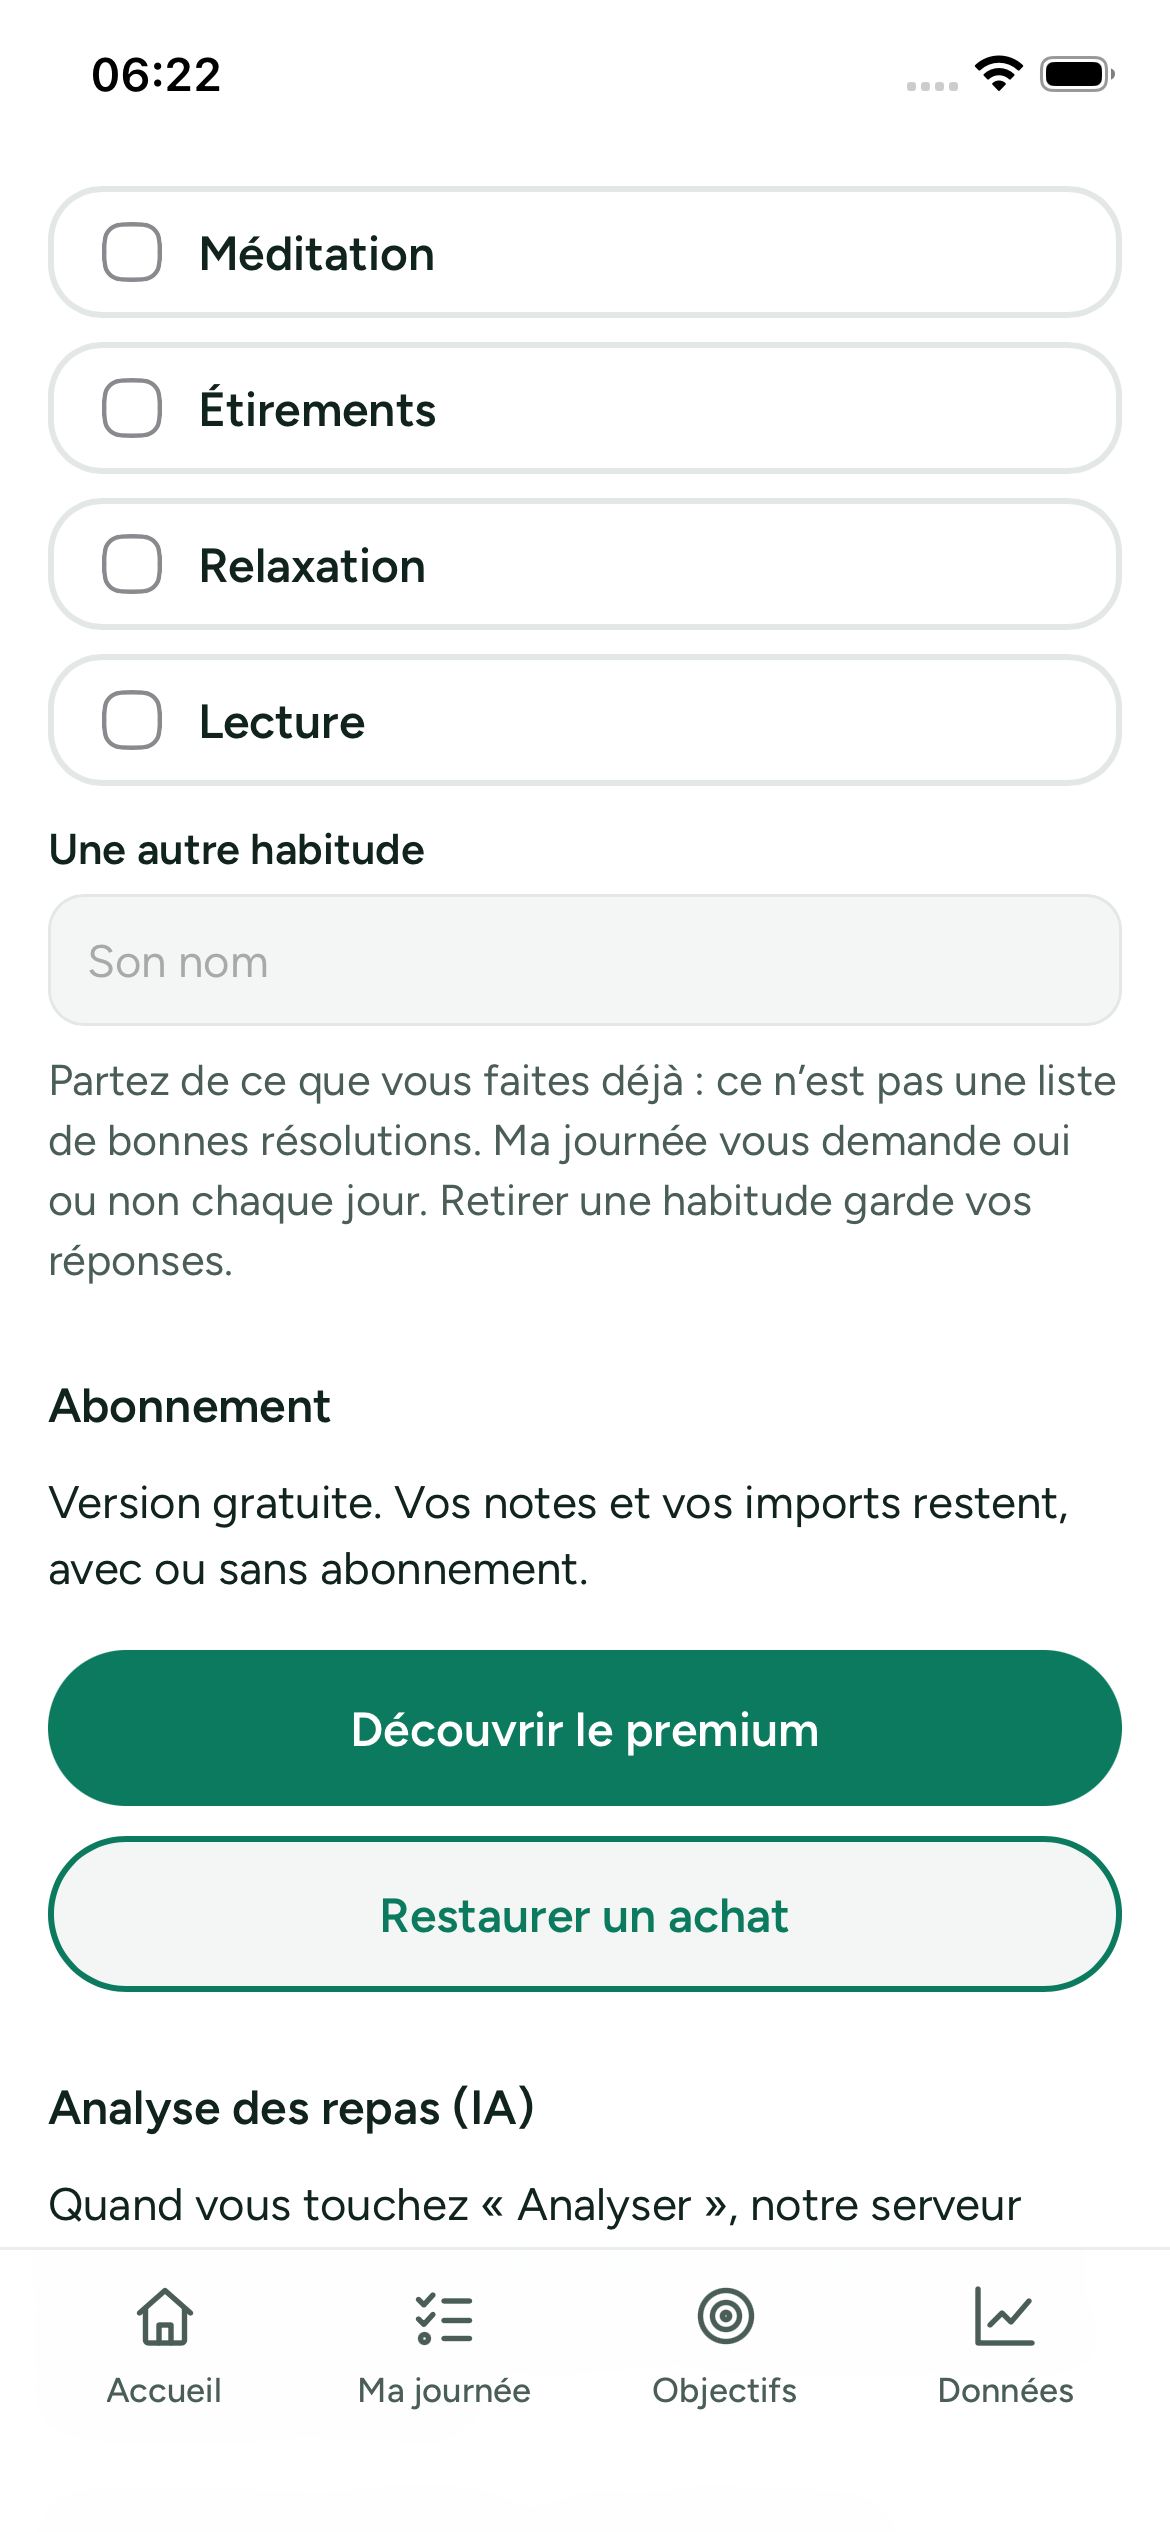 06:22
Méditation
Étirements
Relaxation
Lecture
Une autre habitude
Son nom
Partez de ce que vous faites déjà : ce n’est pas une liste
de bonnes résolutions. Ma journée vous demande oui
ou non chaque jour. Retirer une habitude garde vos
réponses.
Abonnement
Version gratuite. Vos notes et vos imports restent,
avec ou sans abonnement.
Découvrir le premium
Restaurer un achat
Analyse des repas (IA)
Quand vous touchez « Analyser », notre serveur
Accueil
Ma journée
Objectifs
Données